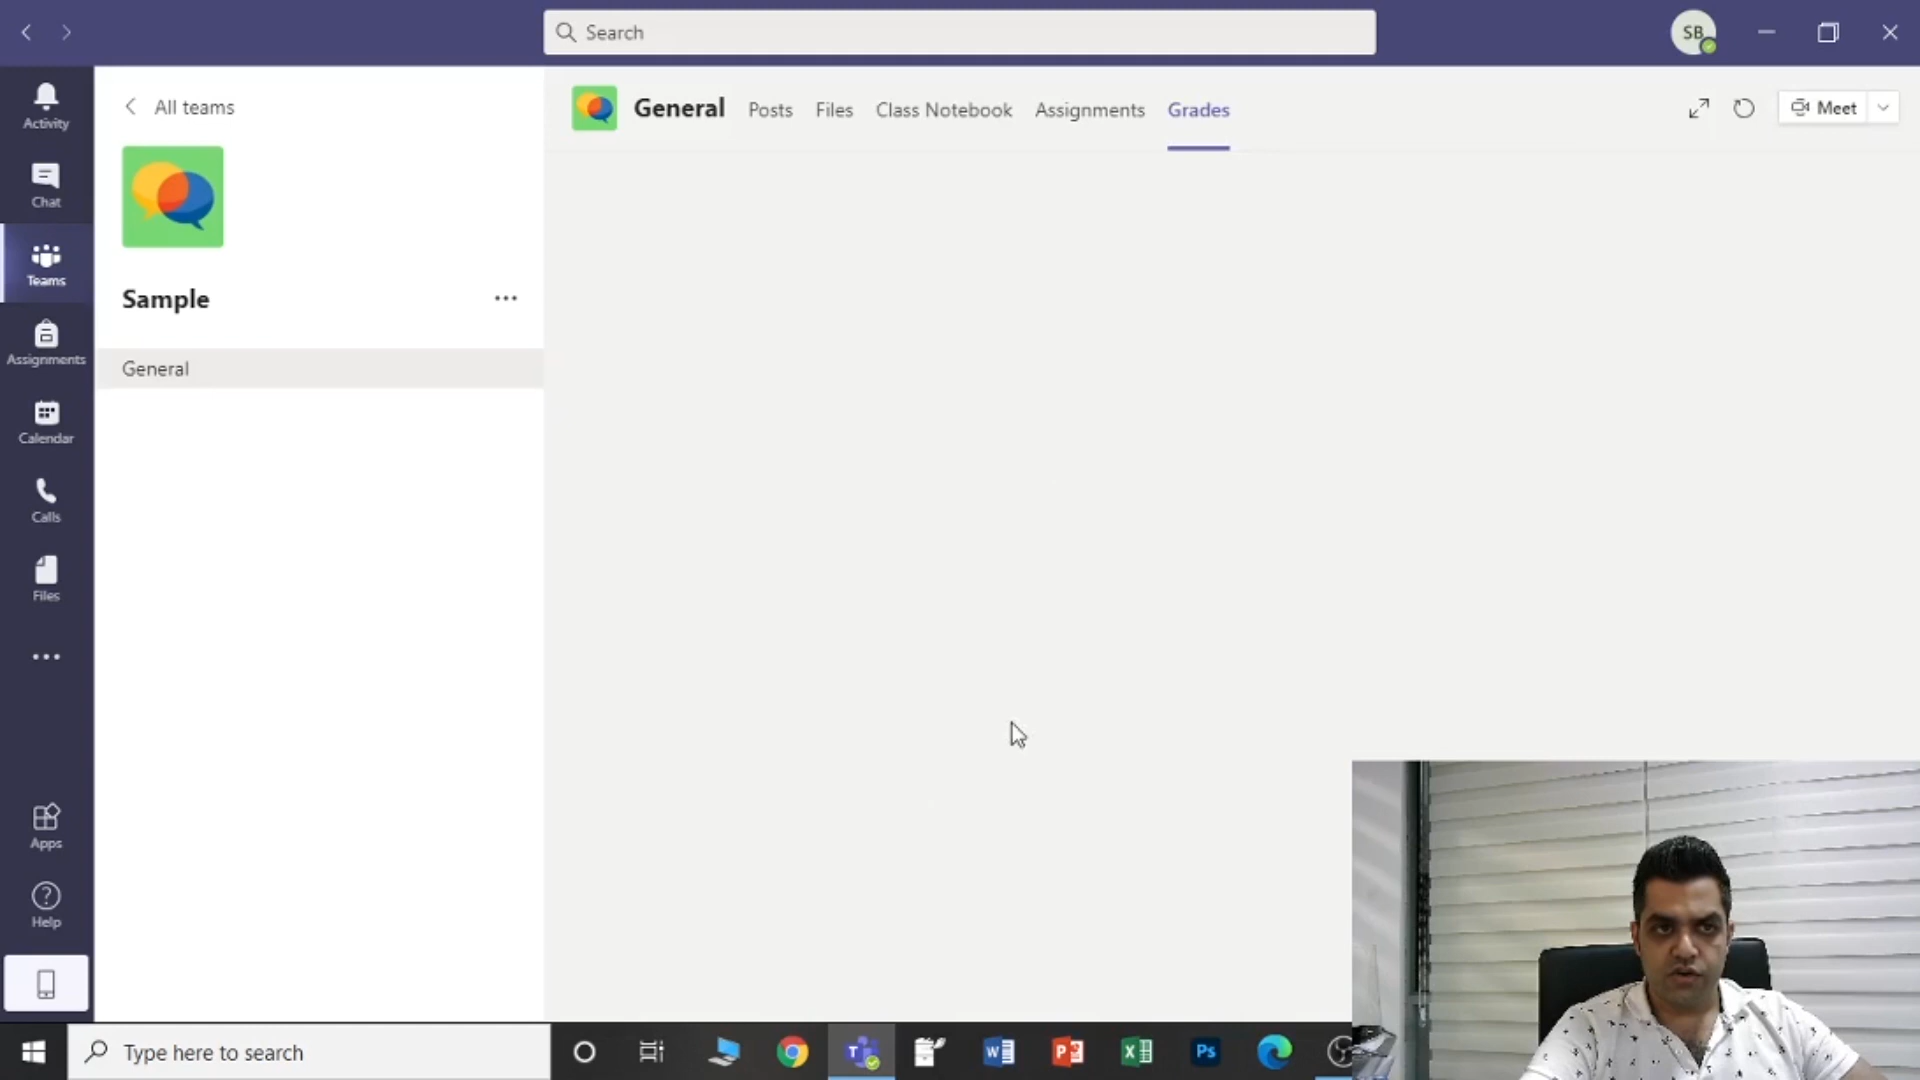 Search
SB
Activity
Chat
Teams
Assignments
Calendar
Calls
Files
Apps
Help
All teams
Sample
General
General Posts Files Class Notebook Assignments Grades
Meet
Type here to search
Ps